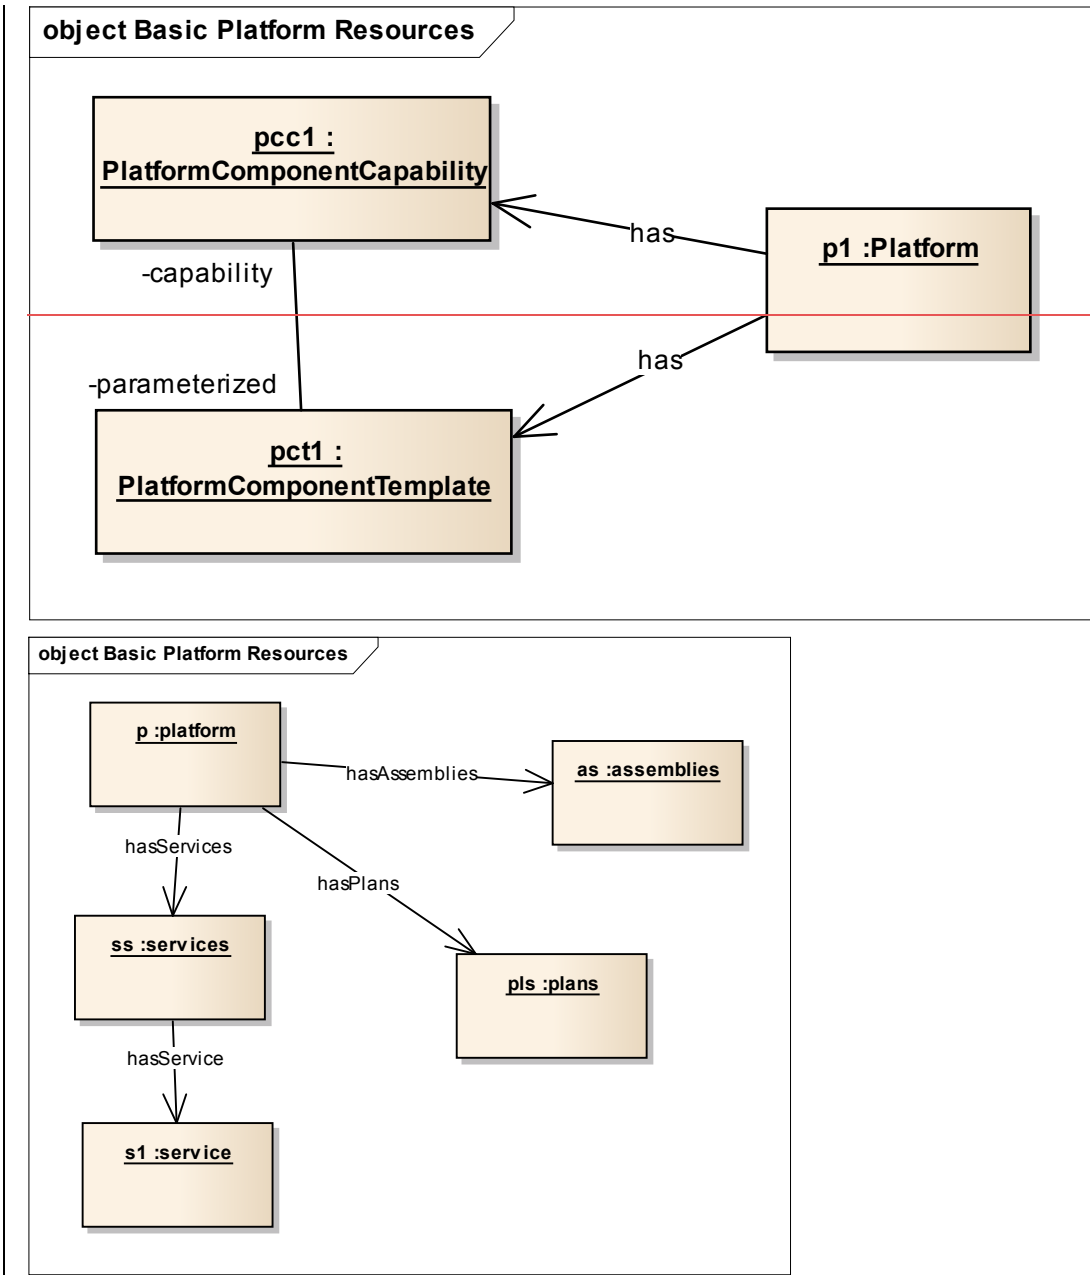 object Basic Platform Resources
pcc1 :
PlatformComponentCapability
has
p1 :Platform
-capability
has
-parameterized
pct1 :
PlatformComponentTemplate
object Basic Platform Resources
p :platform
hasAssemblies
as :assemblies
hasServices
hasPlans
ss :services
pls :plans
hasService
s1 :service